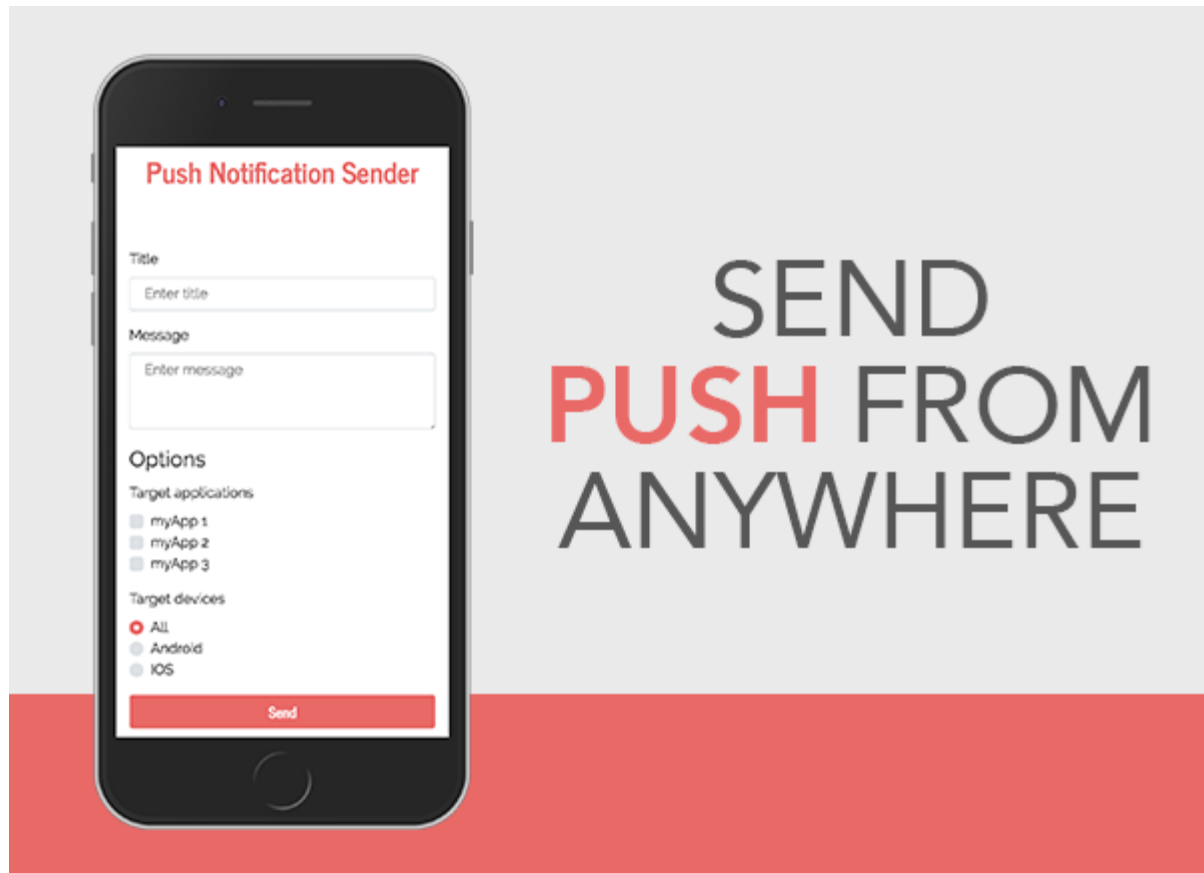 Push Notification Sender
Title
Enter title
Message
Enter message
Options
Target applications
myApp 1
myApp 2
myApp 3
Target devices
All
Android
IOS
Send
SEND
PUSH FROM
ANYWHERE